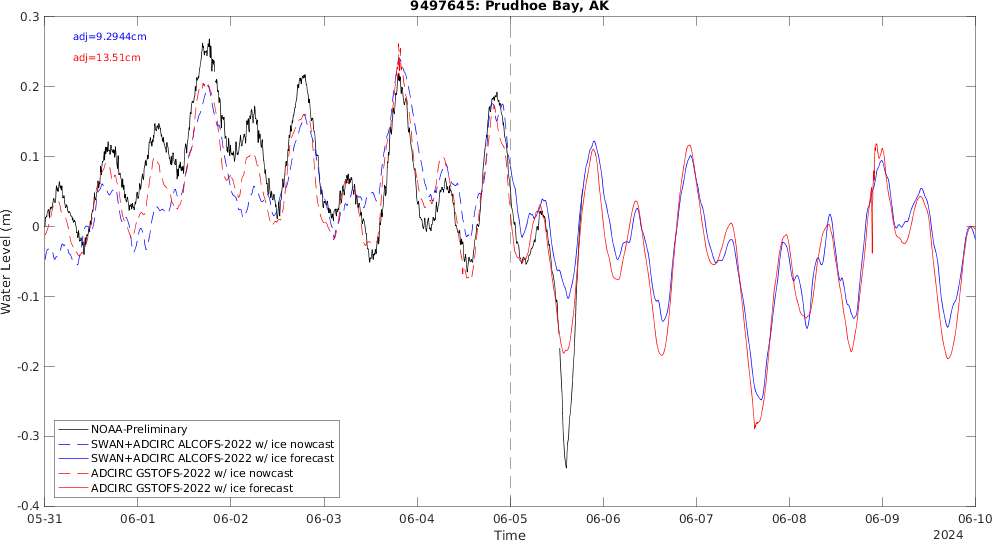 9497645: Prudhoe Bay, AK
adj=9.2944cm
adj=13.51cm
0.3
0.2
0.1
0
-0.1
-0.2
-0.3
-0.4
Water Level (m)
NOAA-Preliminary
SWAN+ADCIRC ALCOFS-2022 w/ ice nowcast
SWAN+ADCIRC ALCOFS-2022 w/ ice forecast
ADCIRC GSTOFS-2022 w/ ice nowcast
ADCIRC GSTOFS-2022 w/ ice forecast
05-31 06-01 06-02 06-03 06-04 06-05 06-06 06-07 06-08 06-09 06-10
Time
2024